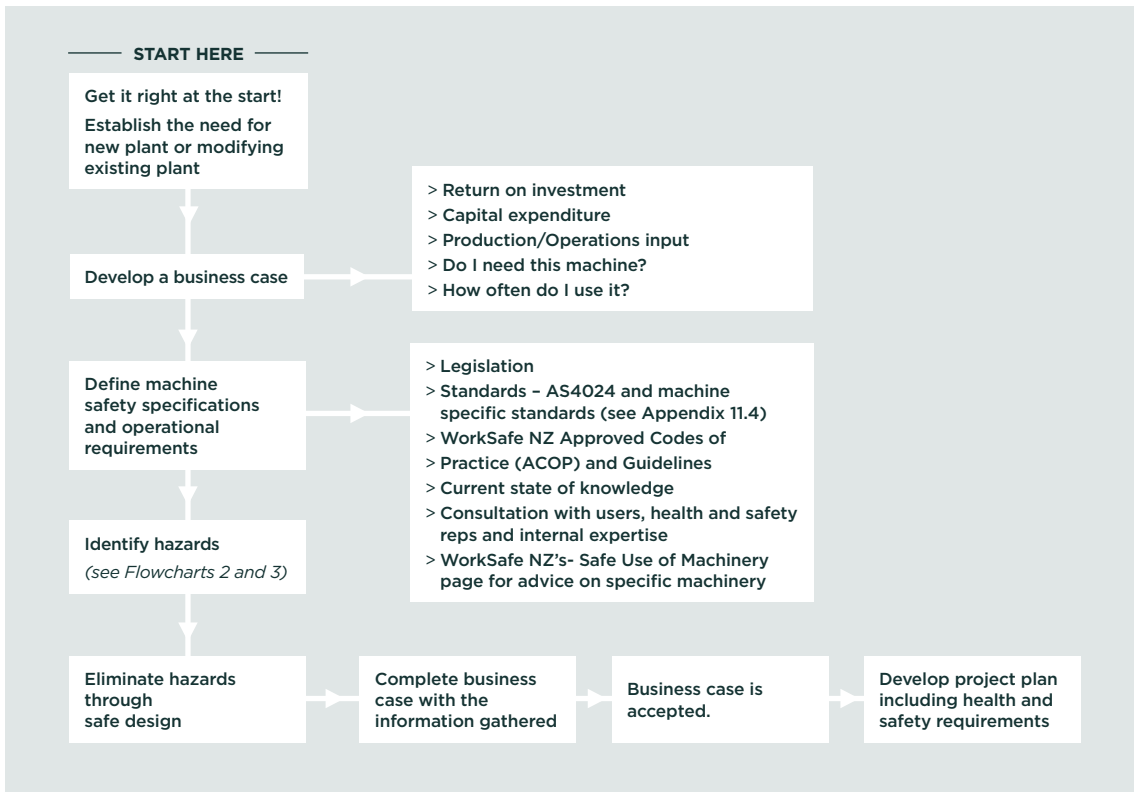 START HERE
Get it right at the start!
Establish the need for
new plant or modifying
existing plant
Develop a business case
> Return on investment
> Capital expenditure
> Production/Operations input
> Do I need this machine?
> How often do I use it?
Define machine
safety specifications
and operational
requirements
> Legislation
> Standards – AS4024 and machine
specific standards (see Appendix 11.4)
> WorkSafe NZ Approved Codes of
> Practice (ACOP) and Guidelines
> Current state of knowledge
> Consultation with users, health and safety
reps and internal expertise
> WorkSafe NZ's- Safe Use of Machinery
page for advice on specific machinery
Identify hazards
(see Flowcharts 2 and 3)
Eliminate hazards
through
safe design
Complete business
case with the
information gathered
Business case is
accepted.
Develop project plan
including health and
safety requirements